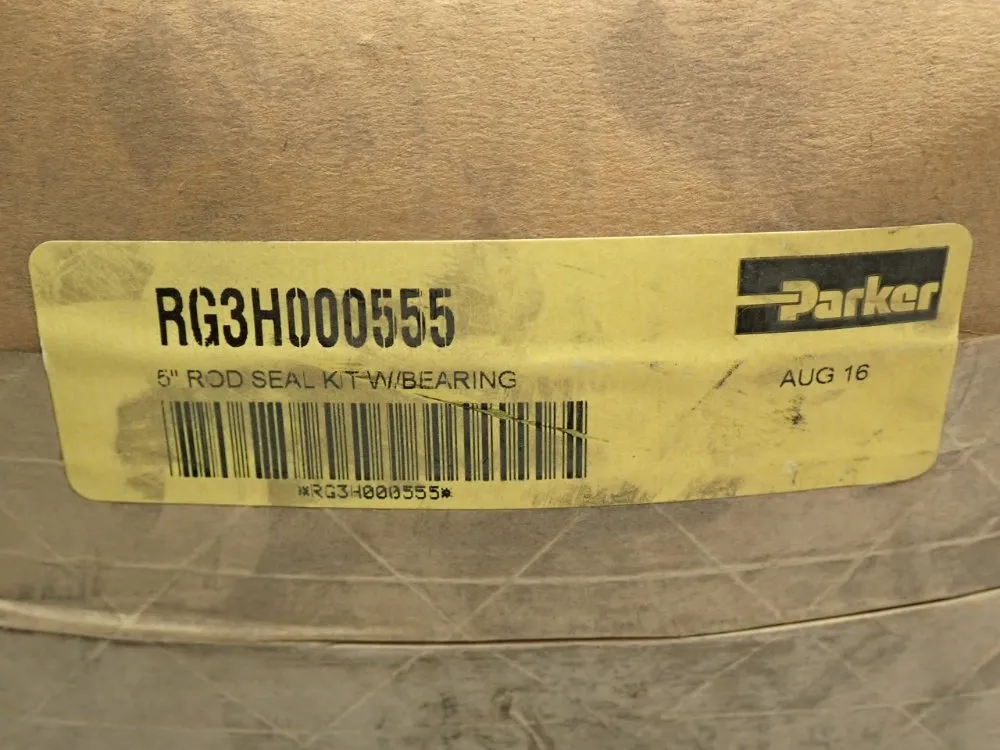 RG3H000555
Parker
5" ROD SEAL KIT W/BEARING
AUG 16
*RG3H000555*